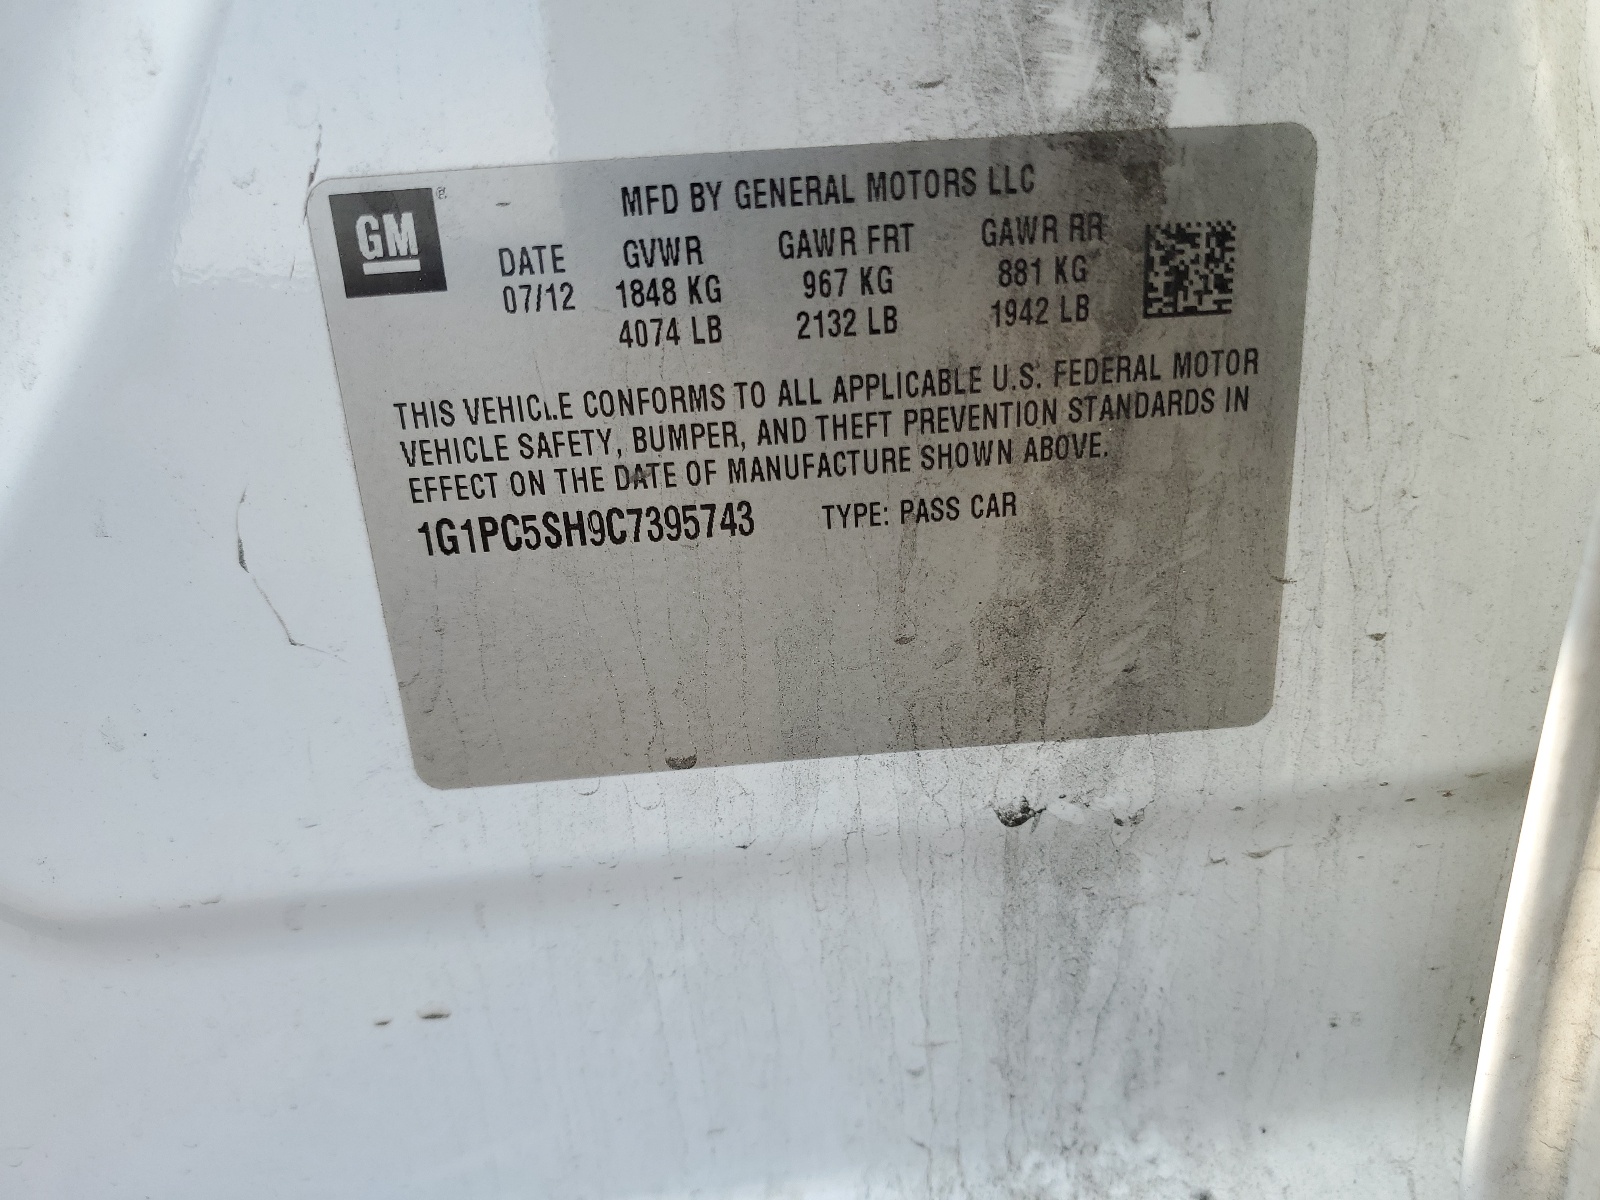 GM ®
MFD BY GENERAL MOTORS LLC
DATE GVWR GAWR FRT GAWR RR
07/12 1848 KG 967 KG 881 KG
4074 LB 2132 LB 1942 LB
THIS VEHICLE CONFORMS TO ALL APPLICABLE U.S. FEDERAL MOTOR
VEHICLE SAFETY, BUMPER, AND THEFT PREVENTION STANDARDS IN
EFFECT ON THE DATE OF MANUFACTURE SHOWN ABOVE.
1G1PC5SH9C7395743 TYPE: PASS CAR